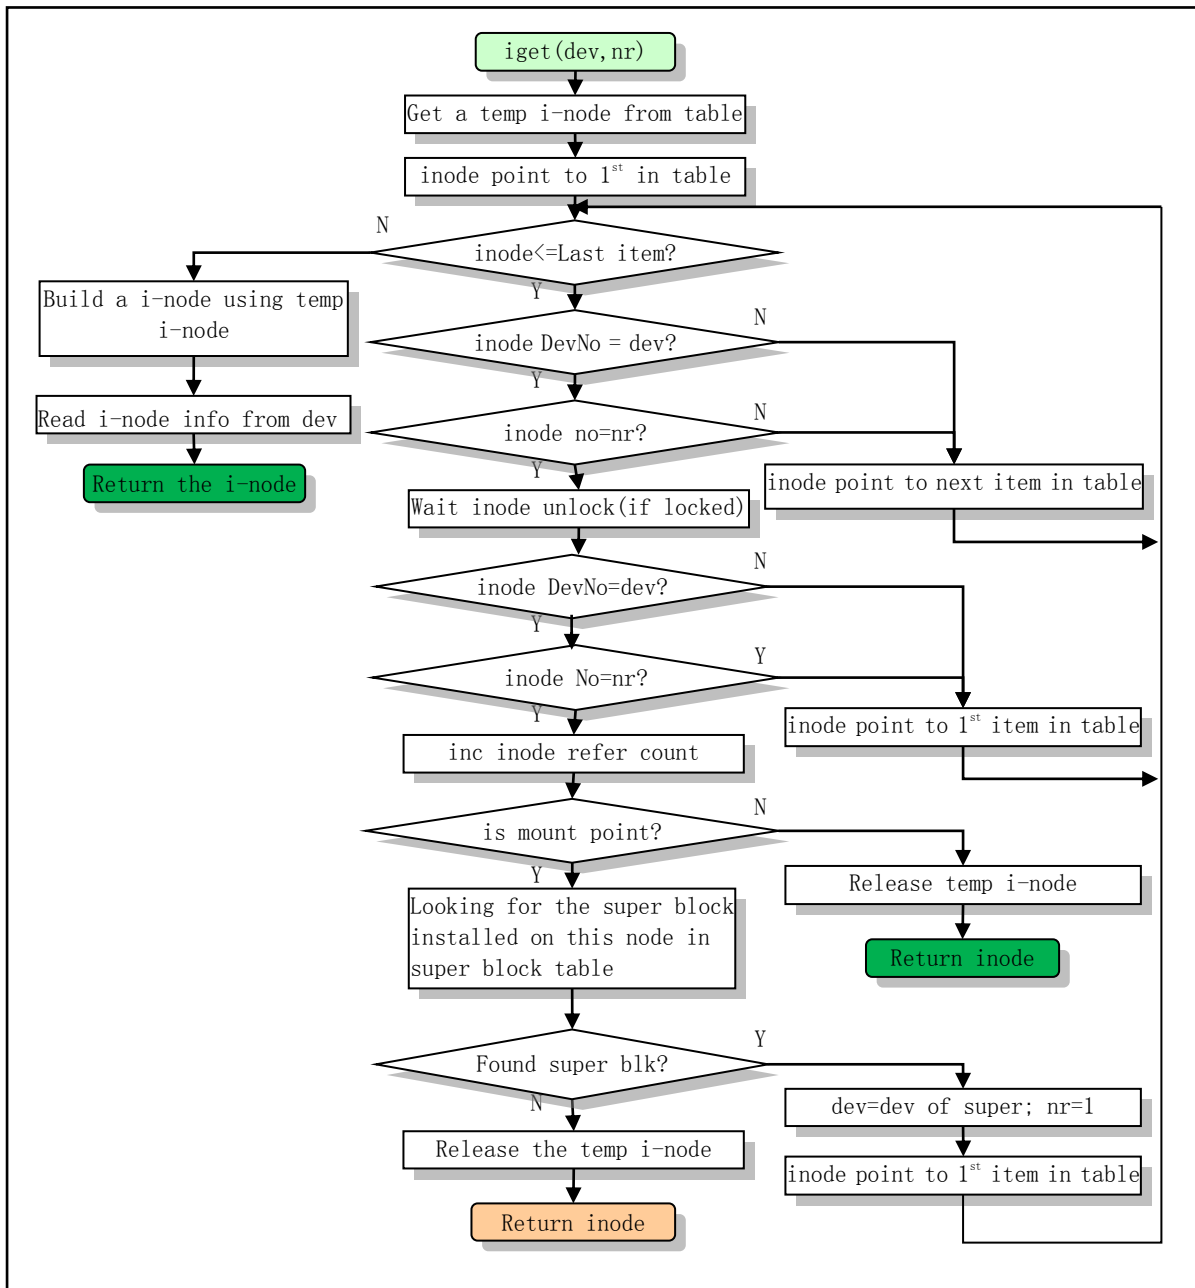 iget(dev,nr)
Get a temp i-node from table
inode point to 1st in table
N
inode<=Last item?
Y
Build a i-node using temp
i-node
N
inode DevNo = dev?
Y
Read i-node info from dev
N
inode no=nr?
Y
Return the i-node
inode point to next item in table
Wait inode unlock(if locked)
N
inode DevNo=dev?
Y
Y
inode No=nr?
Y
inode point to 1st item in table
inc inode refer count
N
is mount point?
Y
Release temp i-node
Looking for the super block
installed on this node in
super block table
Return inode
Y
Found super blk?
N
dev=dev of super; nr=1
Release the temp i-node
inode point to 1st item in table
Return inode